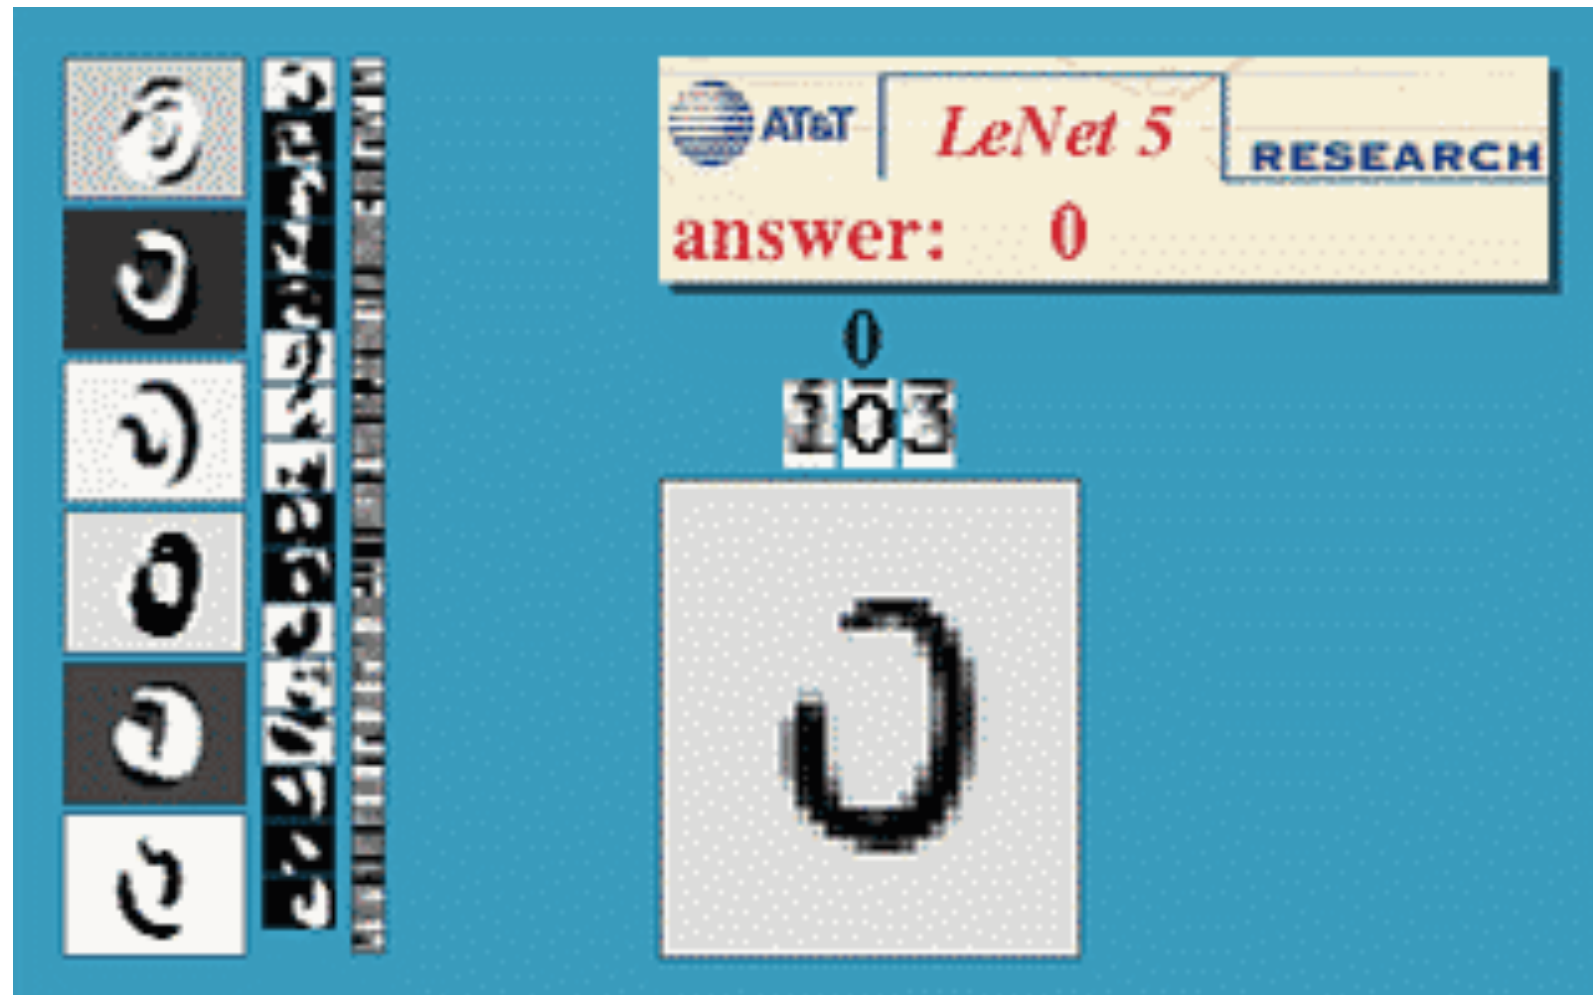 AT&T
LeNet 5
RESEARCH
answer: 0
0
103